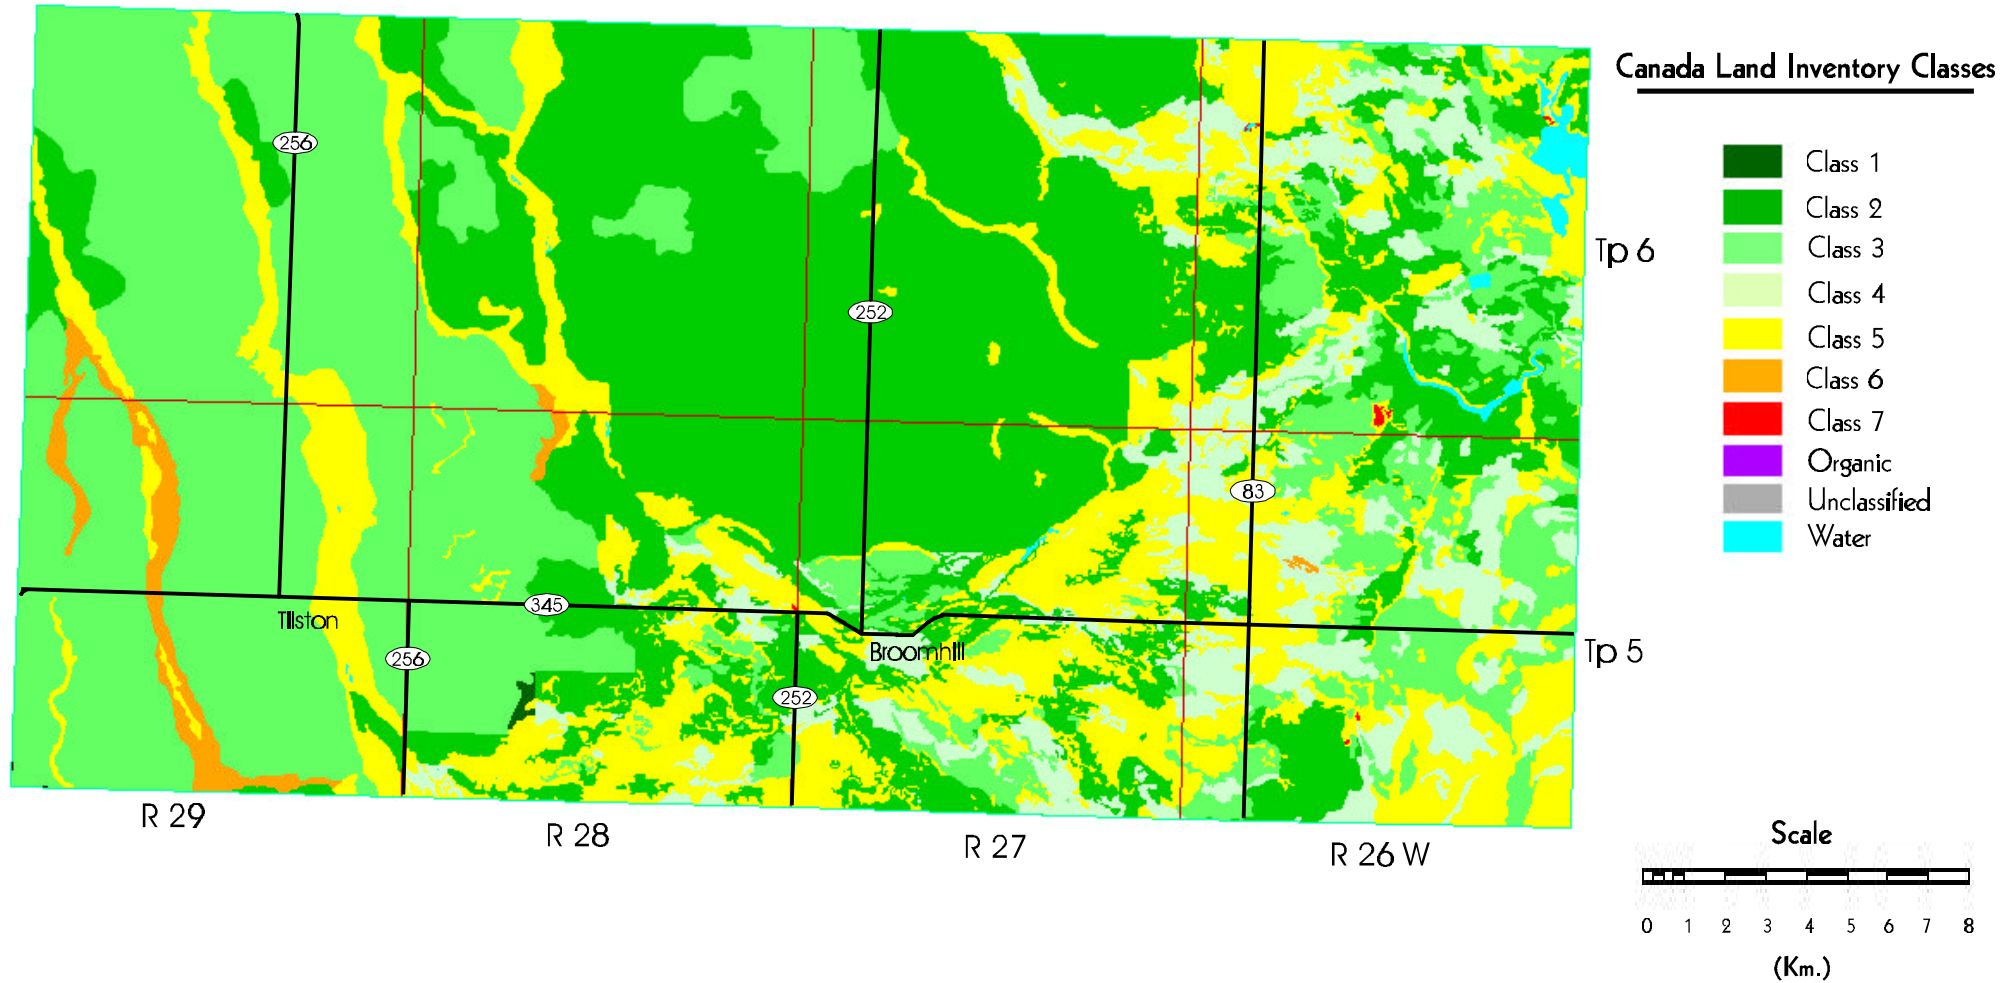 Canada Land Inventory Classes
Class 1
Class 2
Class 3
Class 4
Class 5
Class 6
Class 7
Organic
Unclassified
Water
256
252
83
345
256
252
Tilston
Broomhill
Tp 6
Tp 5
R 29
R 28
R 27
R 26 W
Scale
0 1 2 3 4 5 6 7 8
(Km.)